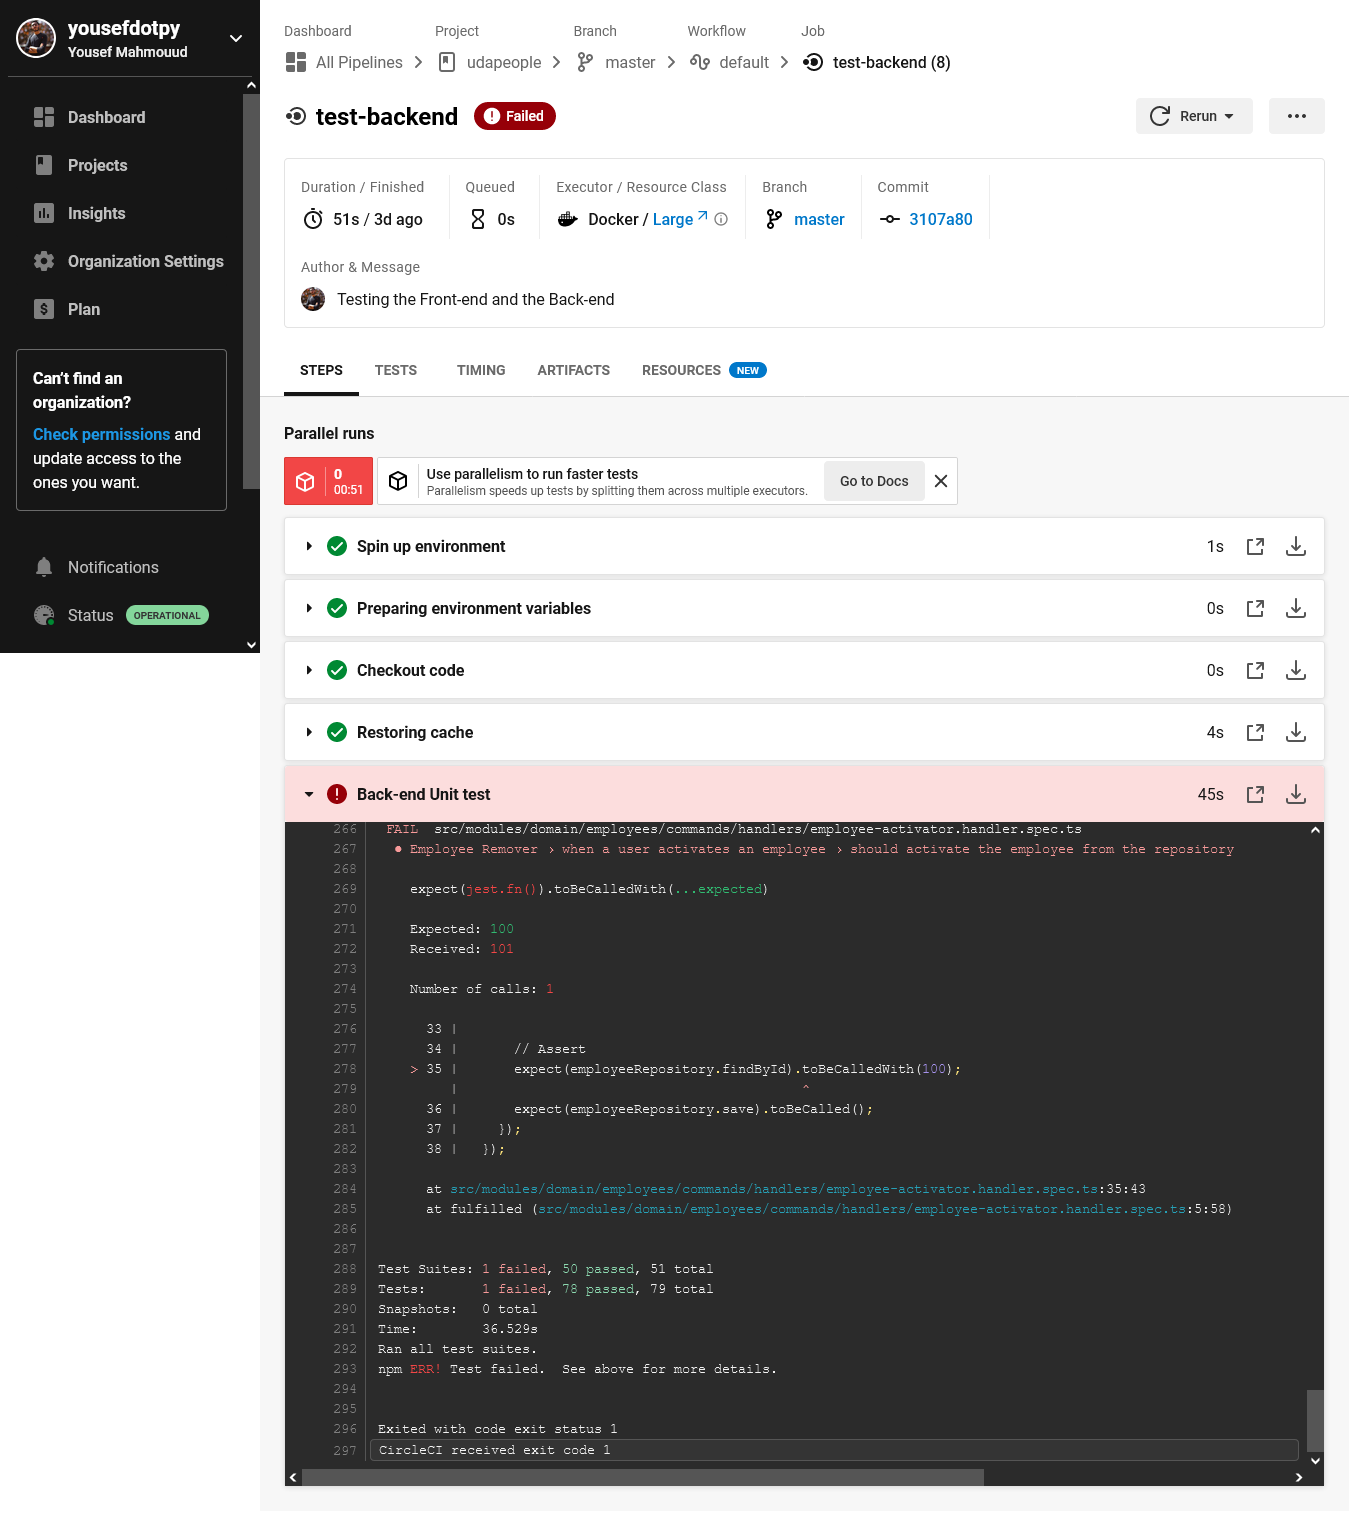 yousefdotpy
Yousef Mahmouud
Dashboard
Projects
Insights
Organization Settings
Plan
Can't find an
organization?
Check permissions and
update access to the
ones you want.
Notifications
Status OPERATIONAL
Dashboard Project Branch Workflow Job
All Pipelines udapeople master default test-backend (8)
test-backend Failed Rerun
Duration / Finished Queued Executor / Resource Class Branch Commit
51s / 3d ago 0s Docker / Large master 3107a80
Author & Message
Testing the Front-end and the Back-end
STEPS TESTS TIMING ARTIFACTS RESOURCES NEW
Parallel runs
0
00:51
Use parallelism to run faster tests
Parallelism speeds up tests by splitting them across multiple executors.
Go to Docs
Spin up environment 1s
Preparing environment variables 0s
Checkout code 0s
Restoring cache 4s
Back-end Unit test 45s
266 FAIL src/modules/domain/employees/commands/handlers/employee-activator.handler.spec.ts
267 ● Employee Remover › when a user activates an employee › should activate the employee from the repository
268
269 expect(jest.fn()).toBeCalledWith(...expected)
270
271 Expected: 100
272 Received: 101
273
274 Number of calls: 1
275
276 33 |
277 34 | // Assert
278 > 35 | expect(employeeRepository.findById).toBeCalledWith(100);
279 | ^
280 36 | expect(employeeRepository.save).toBeCalled();
281 37 | });
282 38 | });
283
284 at src/modules/domain/employees/commands/handlers/employee-activator.handler.spec.ts:35:43
285 at fulfilled (src/modules/domain/employees/commands/handlers/employee-activator.handler.spec.ts:5:58)
286
287
288 Test Suites: 1 failed, 50 passed, 51 total
289 Tests: 1 failed, 78 passed, 79 total
290 Snapshots: 0 total
291 Time: 36.529s
292 Ran all test suites.
293 npm ERR! Test failed. See above for more details.
294
295
296 Exited with code exit status 1
297 CircleCI received exit code 1